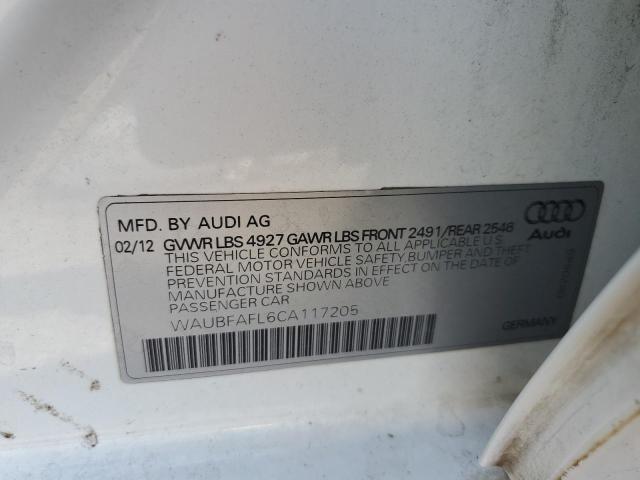 MFD. BY AUDI AG
02/12 GVWR LBS 4927 GAWR LBS FRONT 2491/REAR 2548
THIS VEHICLE CONFORMS TO ALL APPLICABLE U.S.
FEDERAL MOTOR VEHICLE SAFETY BUMPER AND THEFT
PREVENTION STANDARDS IN EFFECT ON THE DATE OF
MANUFACTURE SHOWN ABOVE
PASSENGER CAR
WAUBFAFL6CA117205
Audi
GERMANY